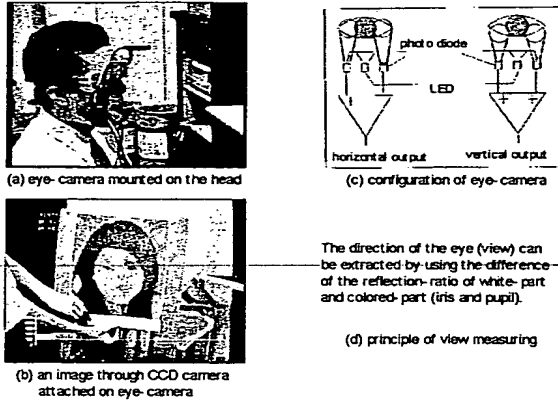 photo diode
LED
horizontal output
vertical output
(a) eye- camera mounted on the head
(c) configuration of eye-camera
The direction of the eye (view) can
be extracted by using the difference
of the reflection- ratio of white- part
and colored- part (iris and pupil).
(d) principle of view measuring
(b) an image through CCD camera
attached on eye-camera